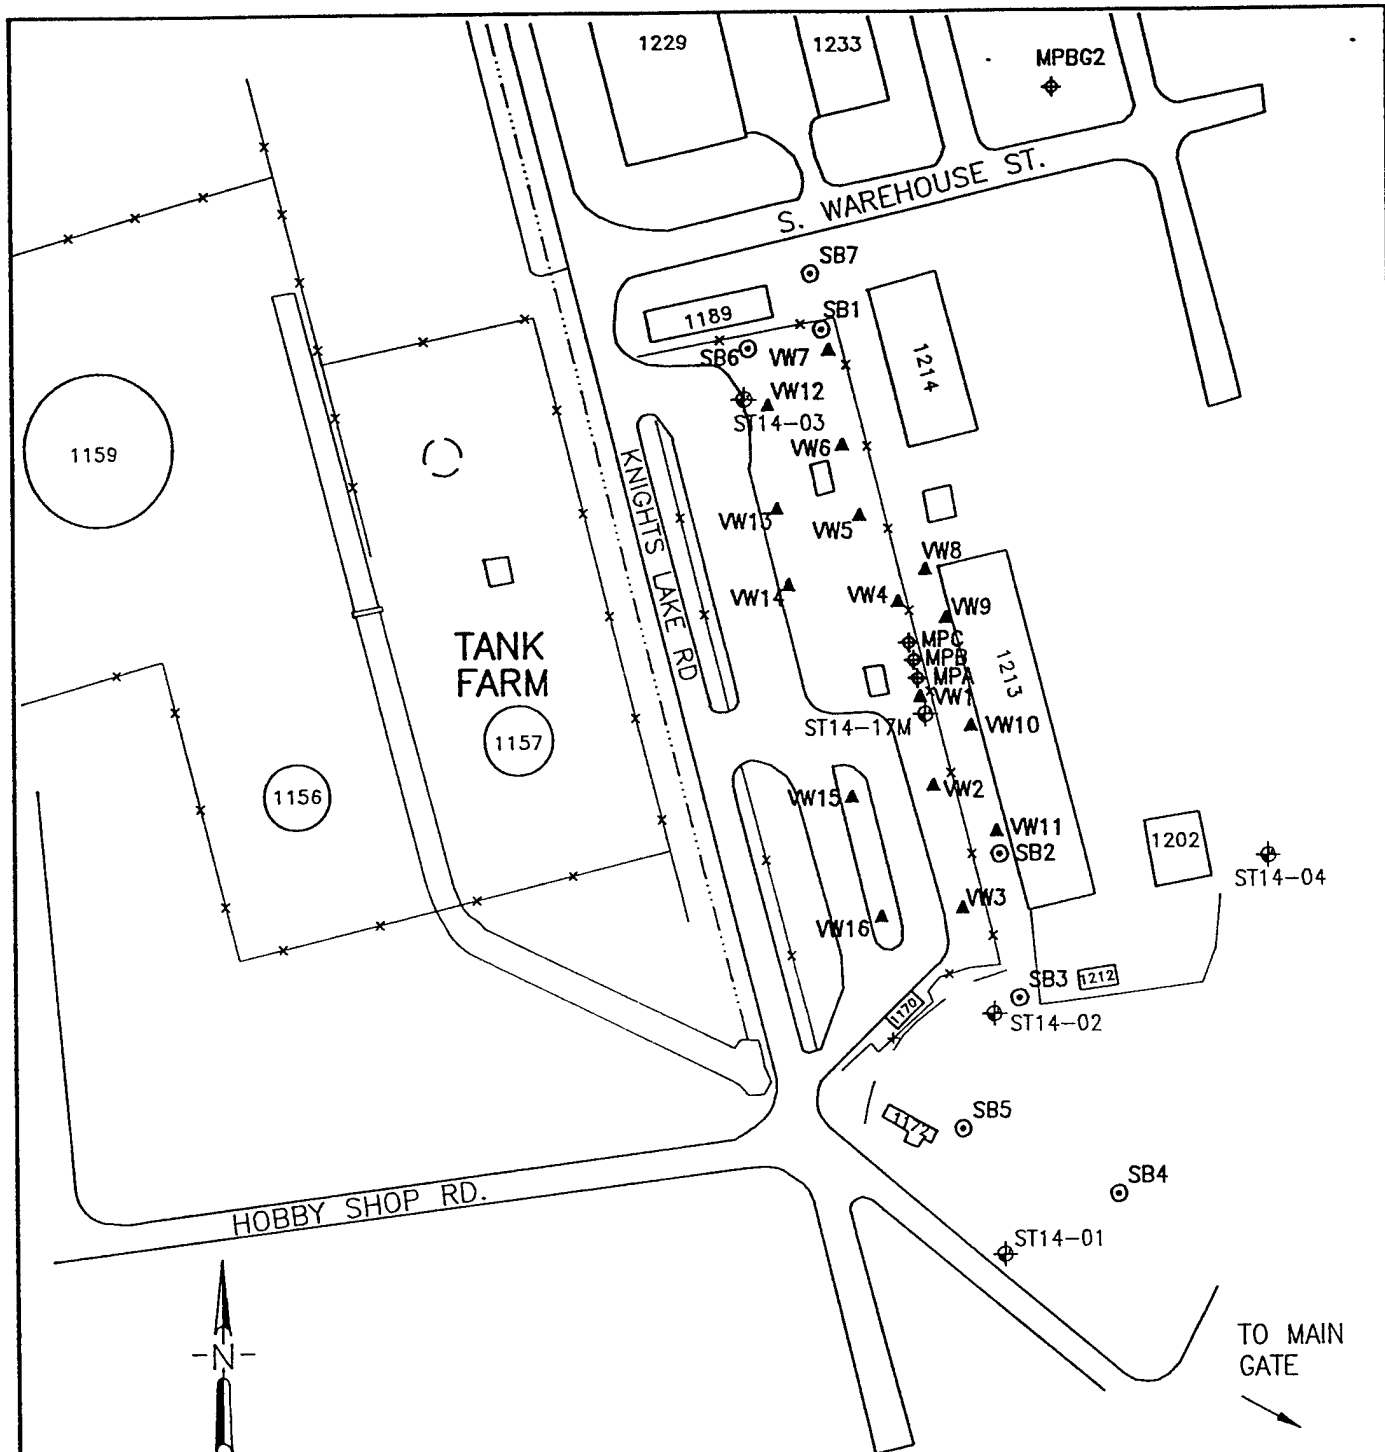 1229
1233
MPBG2
S. WAREHOUSE ST.
SB7
1189
SB1
SB6
VW7
1214
VW12
ST14-03
1159
VW6
KNIGHTS LAKE RD
VW13
VW5
VW8
VW14
VW4
VW9
MPC
TANK
FARM
MPB
1213
MPA
VW1
ST14-17M
VW10
1157
1156
VW15
VW2
VW11
SB2
1202
ST14-04
VW3
VW16
SB3
1212
1170
ST14-02
1172
SB5
SB4
HOBBY SHOP RD.
ST14-01
N
TO MAIN
GATE